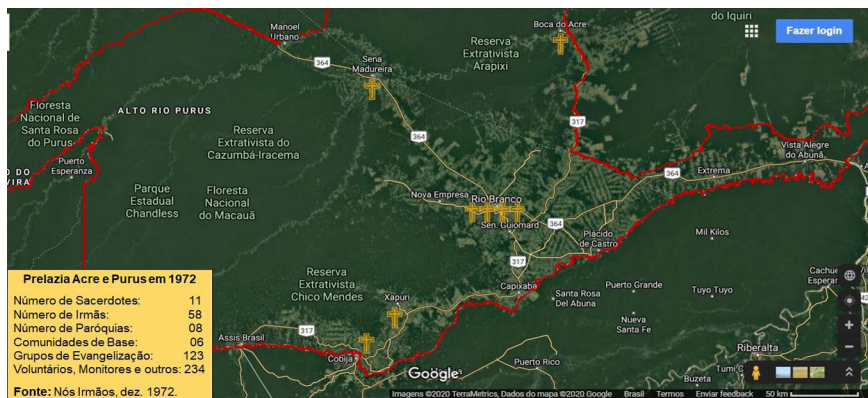 do Iquiri
Fazer login
Boca do Acre
Manoel
Urbano
364
Sena
Madureira
Reserva
Extrativista
Arapixi
Floresta
Nacional de
Santa Rosa
do Purus
ALTO RIO PURUS
317
364
Reserva
Extrativista do
Cazumbá-Iracema
Vista Alegre
do Abunã
Puerto
Esperanza
Extrema
364
Parque
Estadual
Chandless
Floresta
Nacional
do Macauã
Nova Empresa
Rio Branco
Sen. Guiomard
364
Plácido
de Castro
Mil Kilos
317
Reserva
Extrativista
Chico Mendes
Xapuri
Capixaba
Santa Rosa
Del Abuna
Puerto Grande
Tuyo Tuyo
Nueva
Santa Fe
Assis Brasil
317
Cobija
Puerto Rico
Riberalta
Buzeta
Prelazia Acre e Purus em 1972
Número de Sacerdotes: 11
Número de Irmãs: 58
Número de Paróquias: 08
Comunidades de Base: 06
Grupos de Evangelização: 123
Voluntários, Monitores e outros: 234
Fonte: Nós Irmãos, dez. 1972.
Google
Imagens ©2020 TerraMetrics, Dados do mapa ©2020 Google Brasil Termos Enviar feedback 50 km